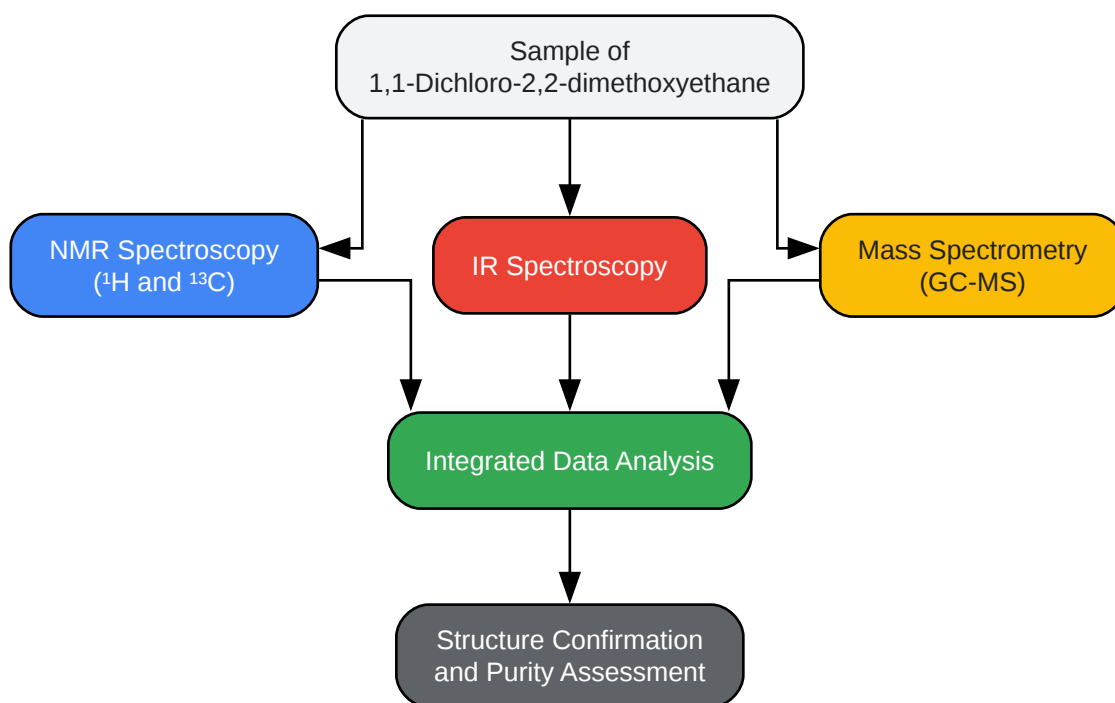 Sample of
1,1-Dichloro-2,2-dimethoxyethane
NMR Spectroscopy
(¹H and ¹³C)
IR Spectroscopy
Mass Spectrometry
(GC-MS)
Integrated Data Analysis
Structure Confirmation
and Purity Assessment